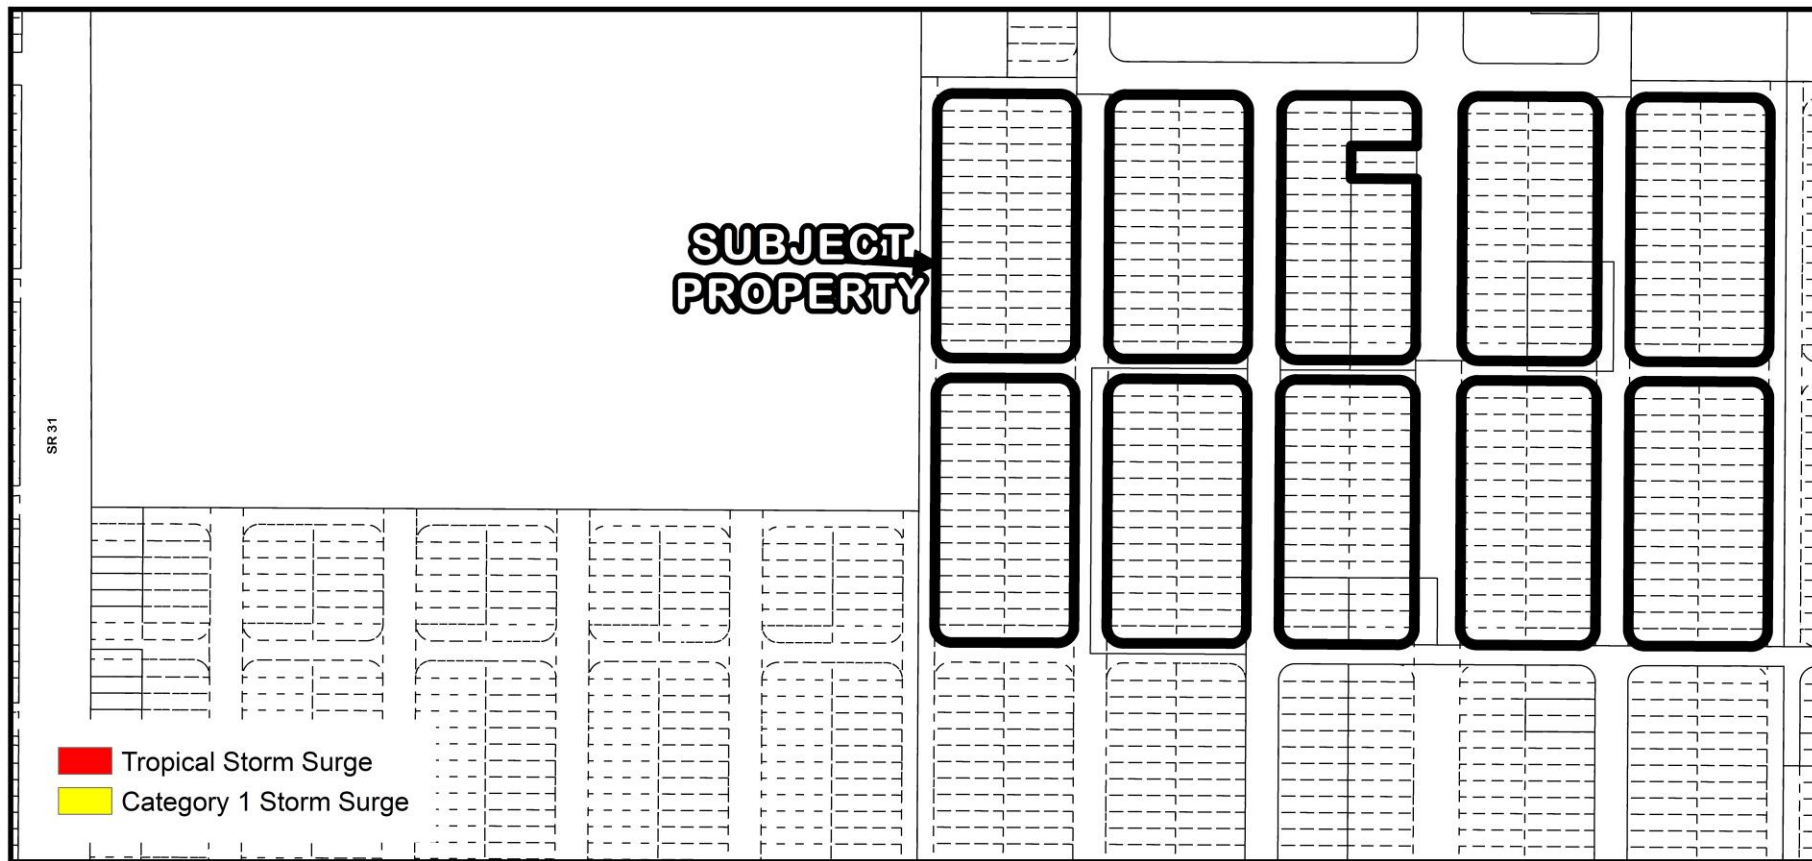 SUBJECT
PROPERTY
SR 31
Tropical Storm Surge
Category 1 Storm Surge